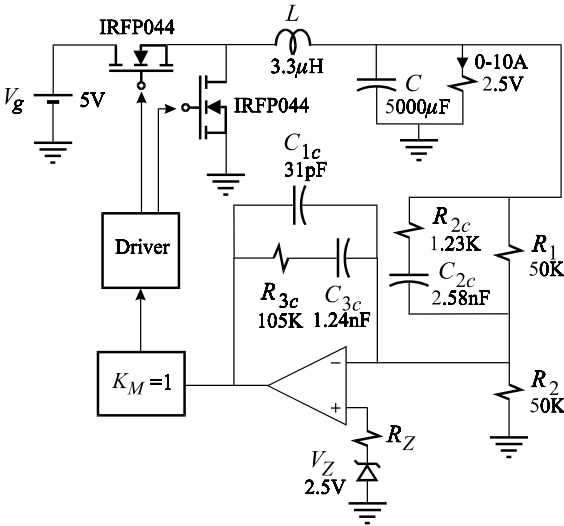 IRFP044
L
3.3μH
0-10A
2.5V
Vg
5V
IRFP044
C
5000μF
C1c
31pF
R2c
1.23K
C2c
2.58nF
R1
50K
Driver
R3c
105K
C3c
1.24nF
KM=1
−
+
R2
50K
RZ
VZ
2.5V